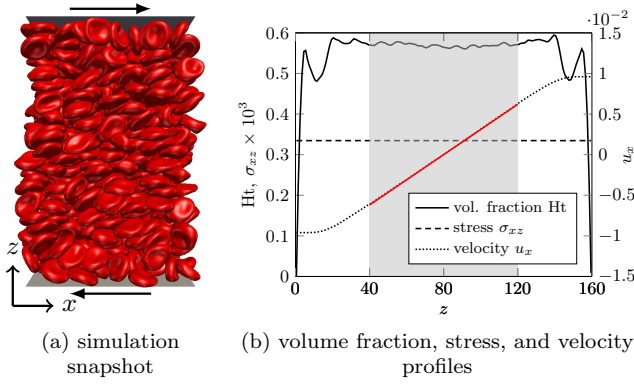 z
x
(a) simulation
snapshot
·10⁻²
0.6
0.5
0.4
0.3
0.2
0.1
0
Ht, σxz × 10³
1.5
1
0.5
0
−0.5
−1
−1.5
ux
vol. fraction Ht
stress σxz
velocity ux
0 40 80 120 160
z
(b) volume fraction, stress, and velocity
profiles